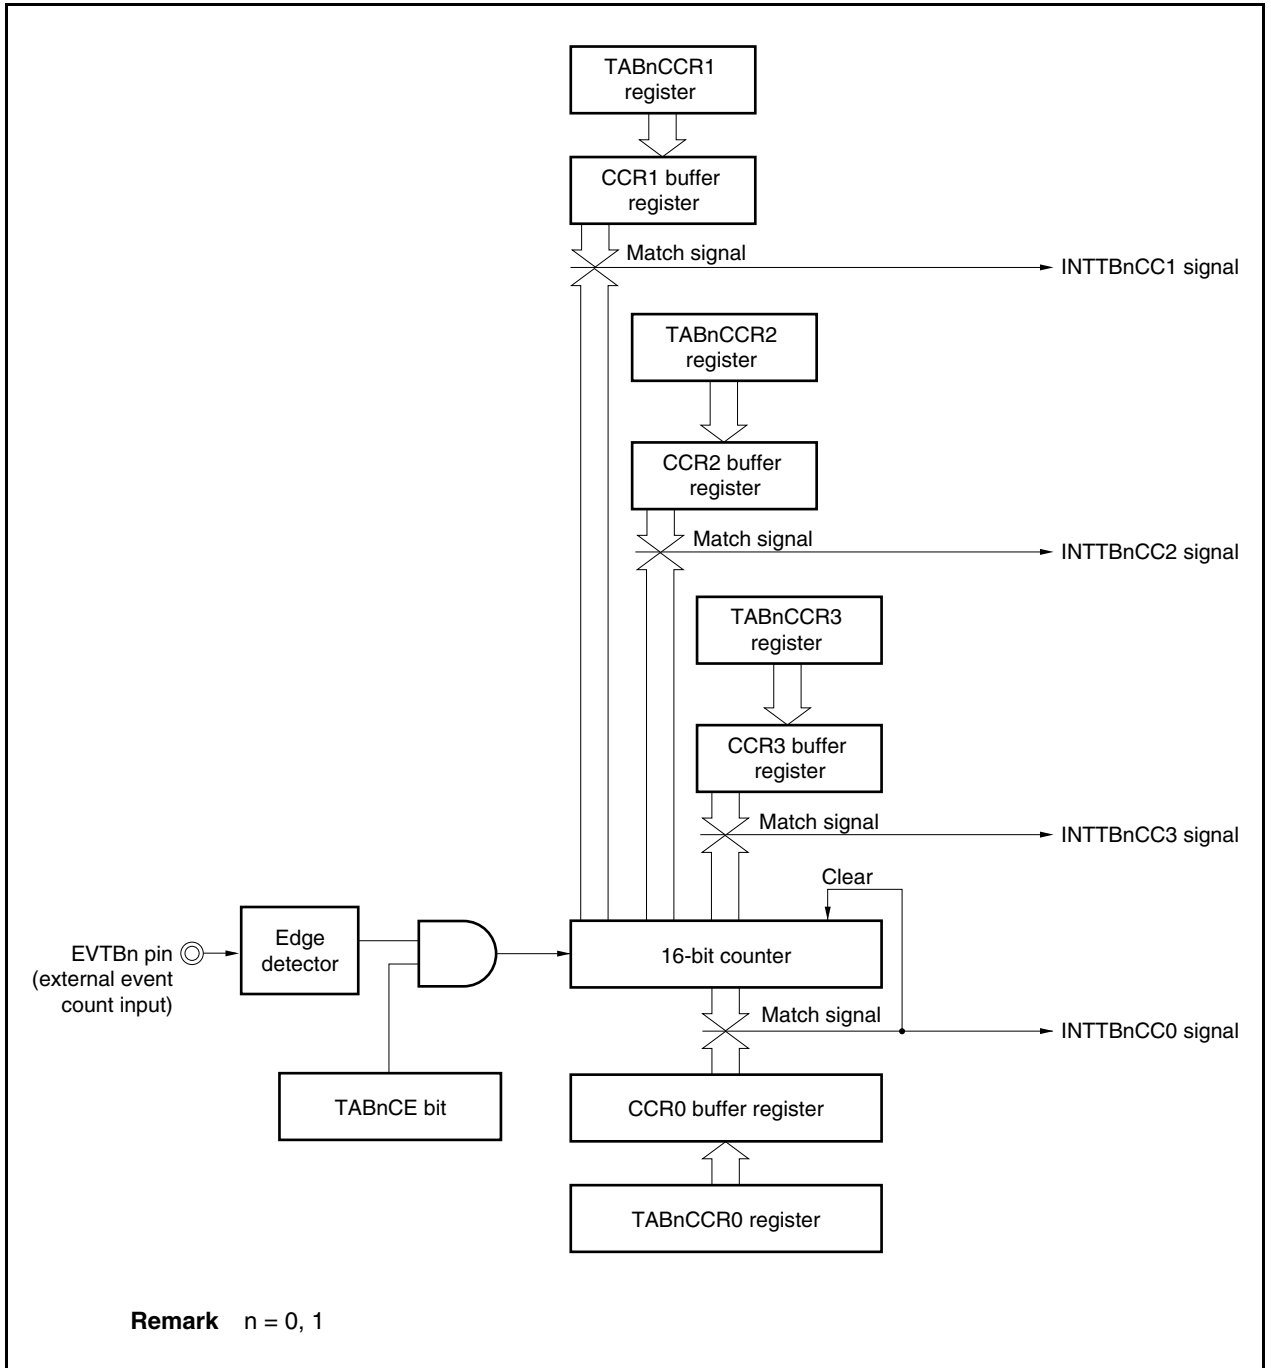 TABnCCR1
register
CCR1 buffer
register
Match signal
INTTBnCC1 signal
TABnCCR2
register
CCR2 buffer
register
Match signal
INTTBnCC2 signal
TABnCCR3
register
CCR3 buffer
register
Match signal
INTTBnCC3 signal
Clear
EVTBn pin
(external event
count input)
Edge
detector
16-bit counter
Match signal
INTTBnCC0 signal
TABnCE bit
CCR0 buffer register
TABnCCR0 register
Remark n = 0, 1